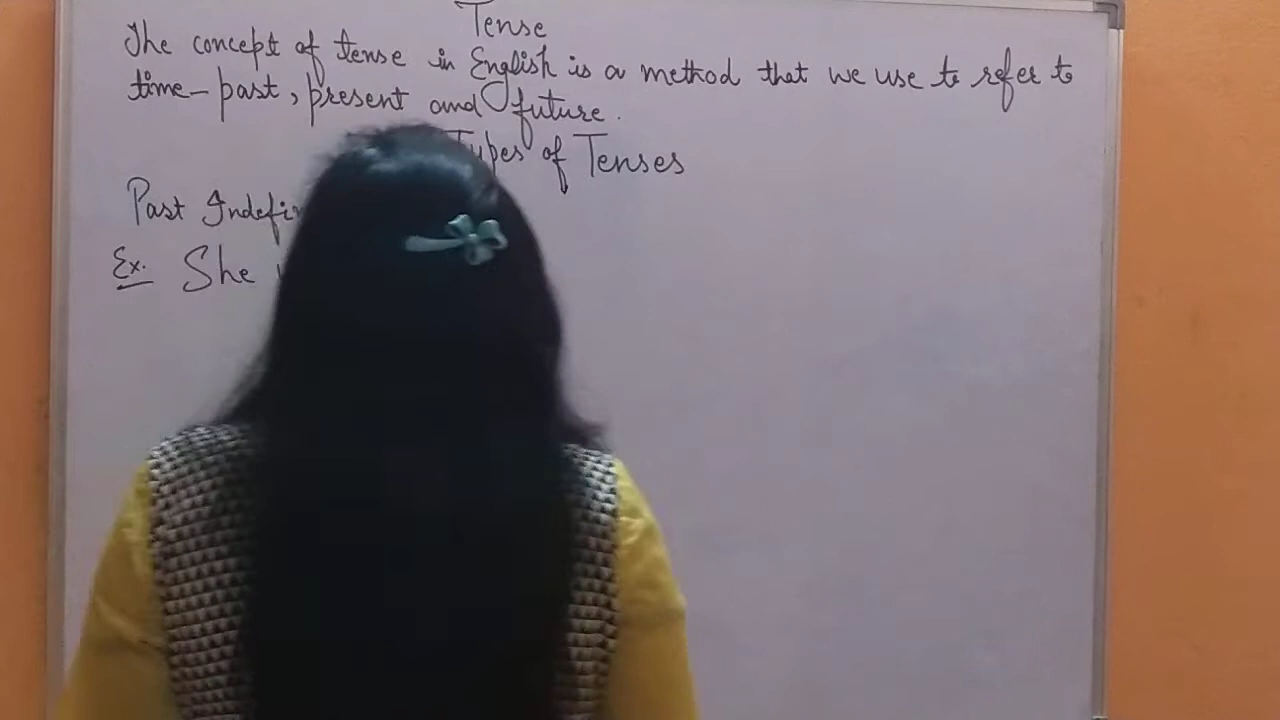 Tense
The concept of tense in English is a method that we use to refer to
time - past, present and future.
Types of Tenses
Past
Ex. She